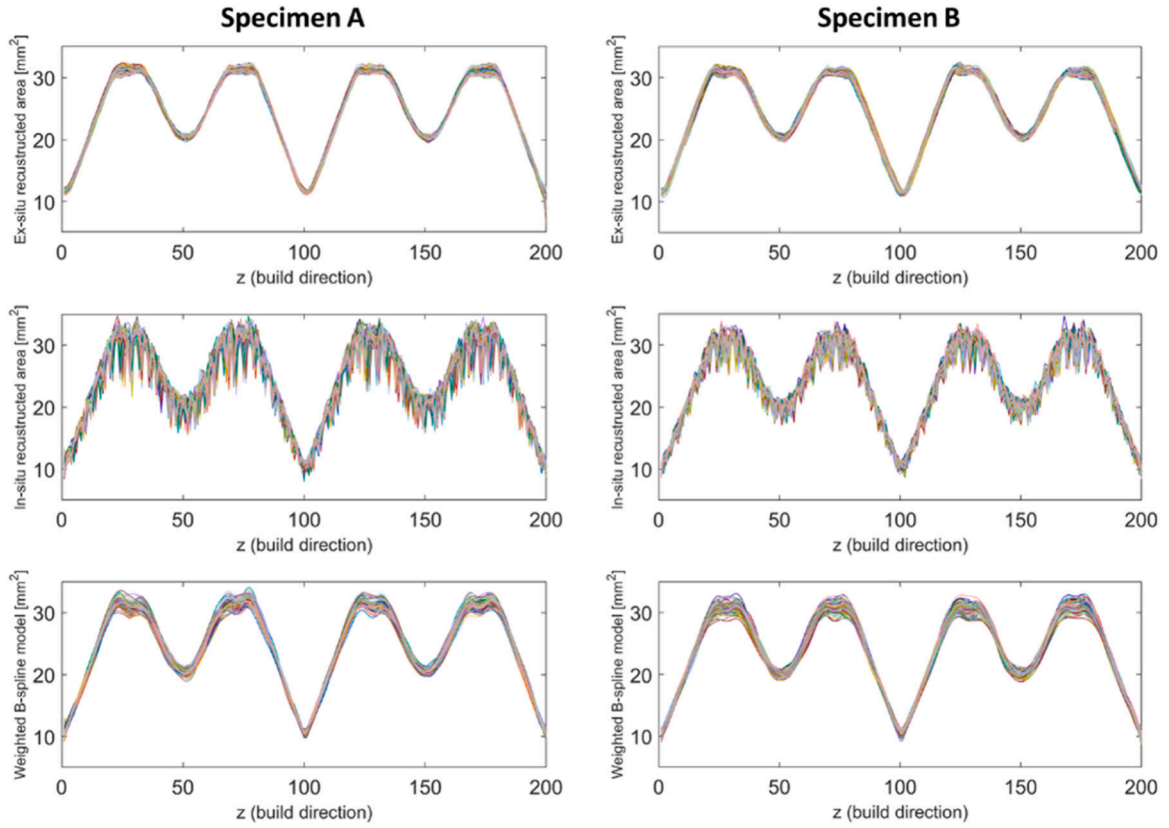 Specimen A
Specimen B
Ex-situ recustructed area [mm²]
30
20
10
0 50 100 150 200
z (build direction)
Ex-situ recustructed area [mm²]
30
20
10
0 50 100 150 200
z (build direction)
In-situ recustructed area [mm²]
30
20
10
0 50 100 150 200
z (build direction)
In-situ recustructed area [mm²]
30
20
10
0 50 100 150 200
z (build direction)
Weighted B-spline model [mm²]
30
20
10
0 50 100 150 200
z (build direction)
Weighted B-spline model [mm²]
30
20
10
0 50 100 150 200
z (build direction)